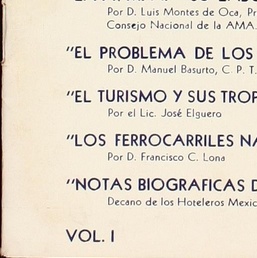 Por D. Luis Montes de Oca, Pr
Consejo Nacional de la AMA.
"EL PROBLEMA DE LOS
Por D. Manuel Basurto, C. P. T.
"EL TURISMO Y SUS TROP
Por el Lic. José Elguero
"LOS FERROCARRILES NA
Por D. Francisco C. Lona
"NOTAS BIOGRAFICAS D
Decano de los Hoteleros Mexic
VOL. I